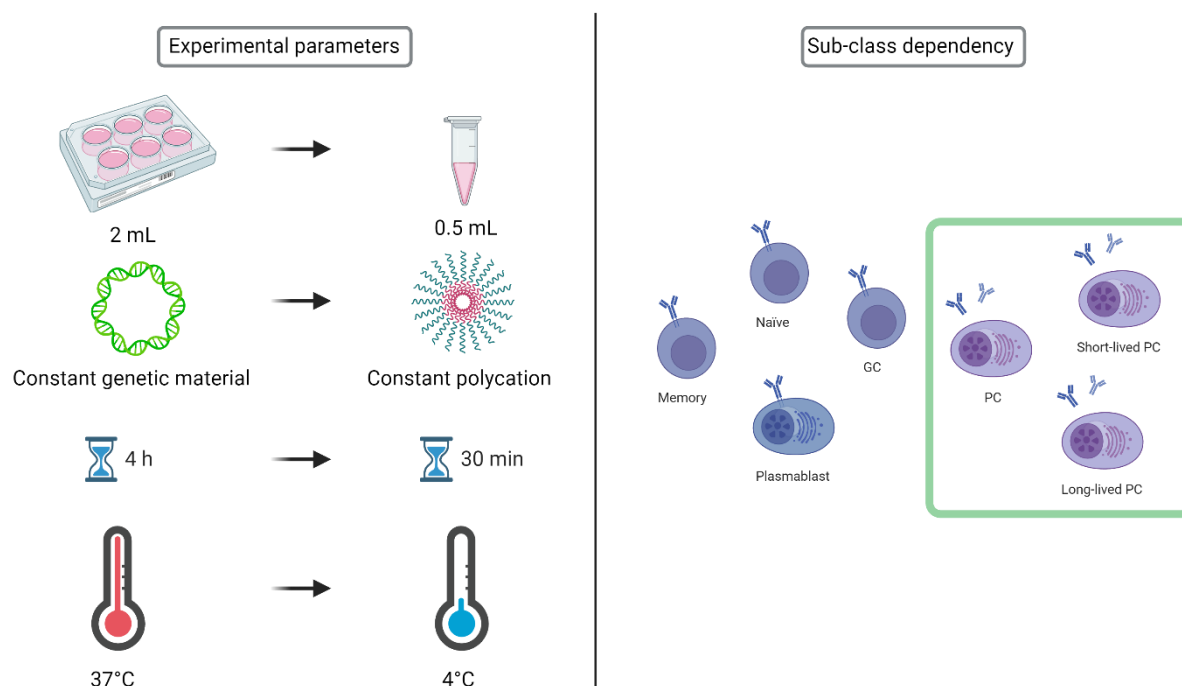 Experimental parameters
2 mL
0.5 mL
Constant genetic material
Constant polycation
4 h
30 min
37°C
4°C
Sub-class dependency
Naïve
Memory
GC
Plasmablast
PC
Short-lived PC
Long-lived PC